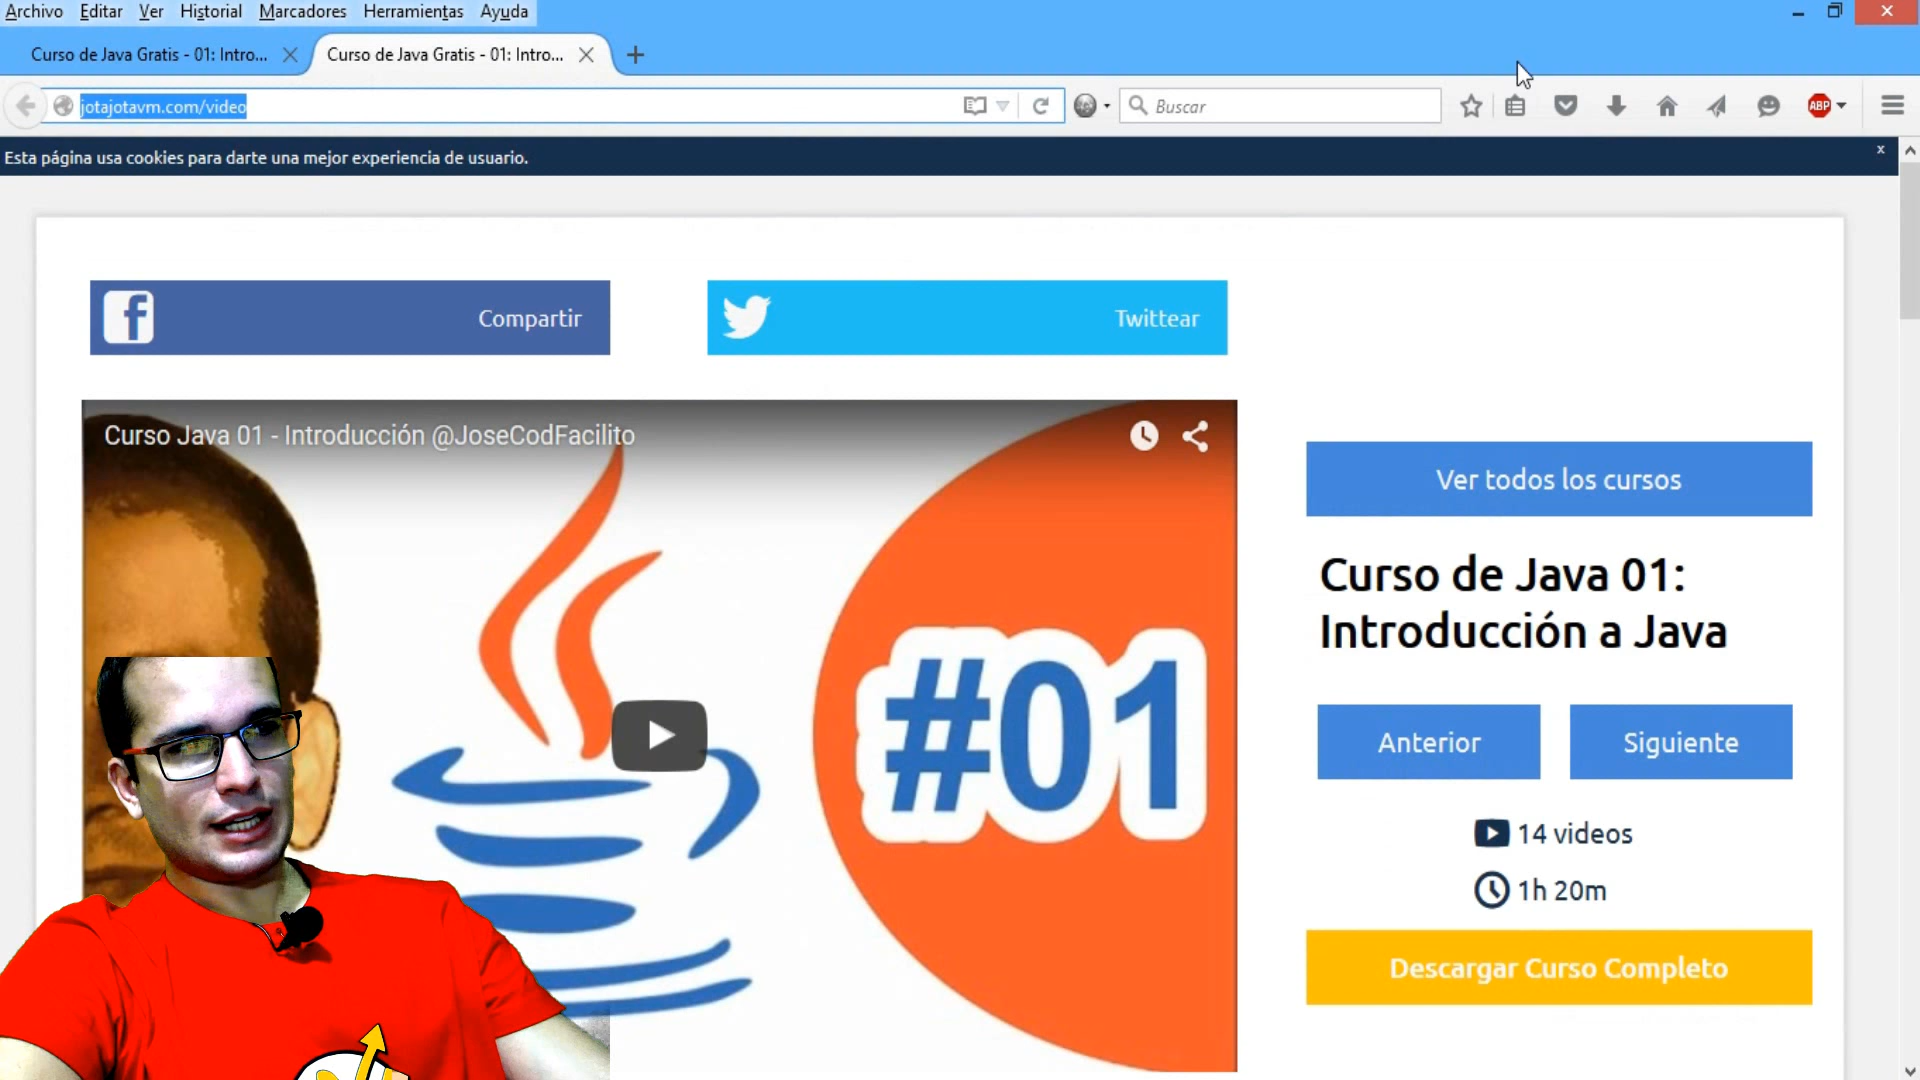 Archivo Editar Ver Historial Marcadores Herramientas Ayuda
Curso de Java Gratis - 01: Intro... Curso de Java Gratis - 01: Intro...
jotajotavm.com/video Buscar ABP
Esta página usa cookies para darte una mejor experiencia de usuario. x
Compartir Twittear
Curso Java 01 - Introducción @JoseCodFacilito
Ver todos los cursos
Curso de Java 01:
Introducción a Java
#01
Anterior Siguiente
14 videos
1h 20m
Descargar Curso Completo